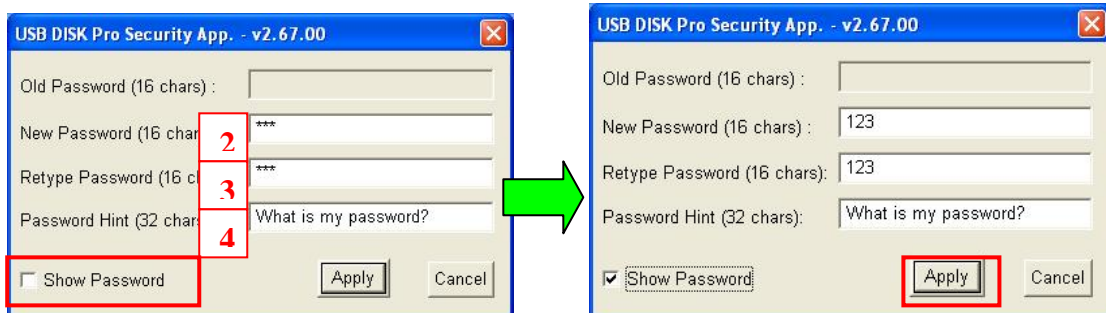 USB DISK Pro Security App. - v2.67.00
Old Password (16 chars) :
New Password (16 char
2
***
Retype Password (16 cl
3
***
Password Hint (32 char
4
What is my password?
Show Password
Apply
Cancel
USB DISK Pro Security App. - v2.67.00
Old Password (16 chars) :
New Password (16 chars) :
123
Retype Password (16 chars):
123
Password Hint (32 chars):
What is my password?
Show Password
Apply
Cancel